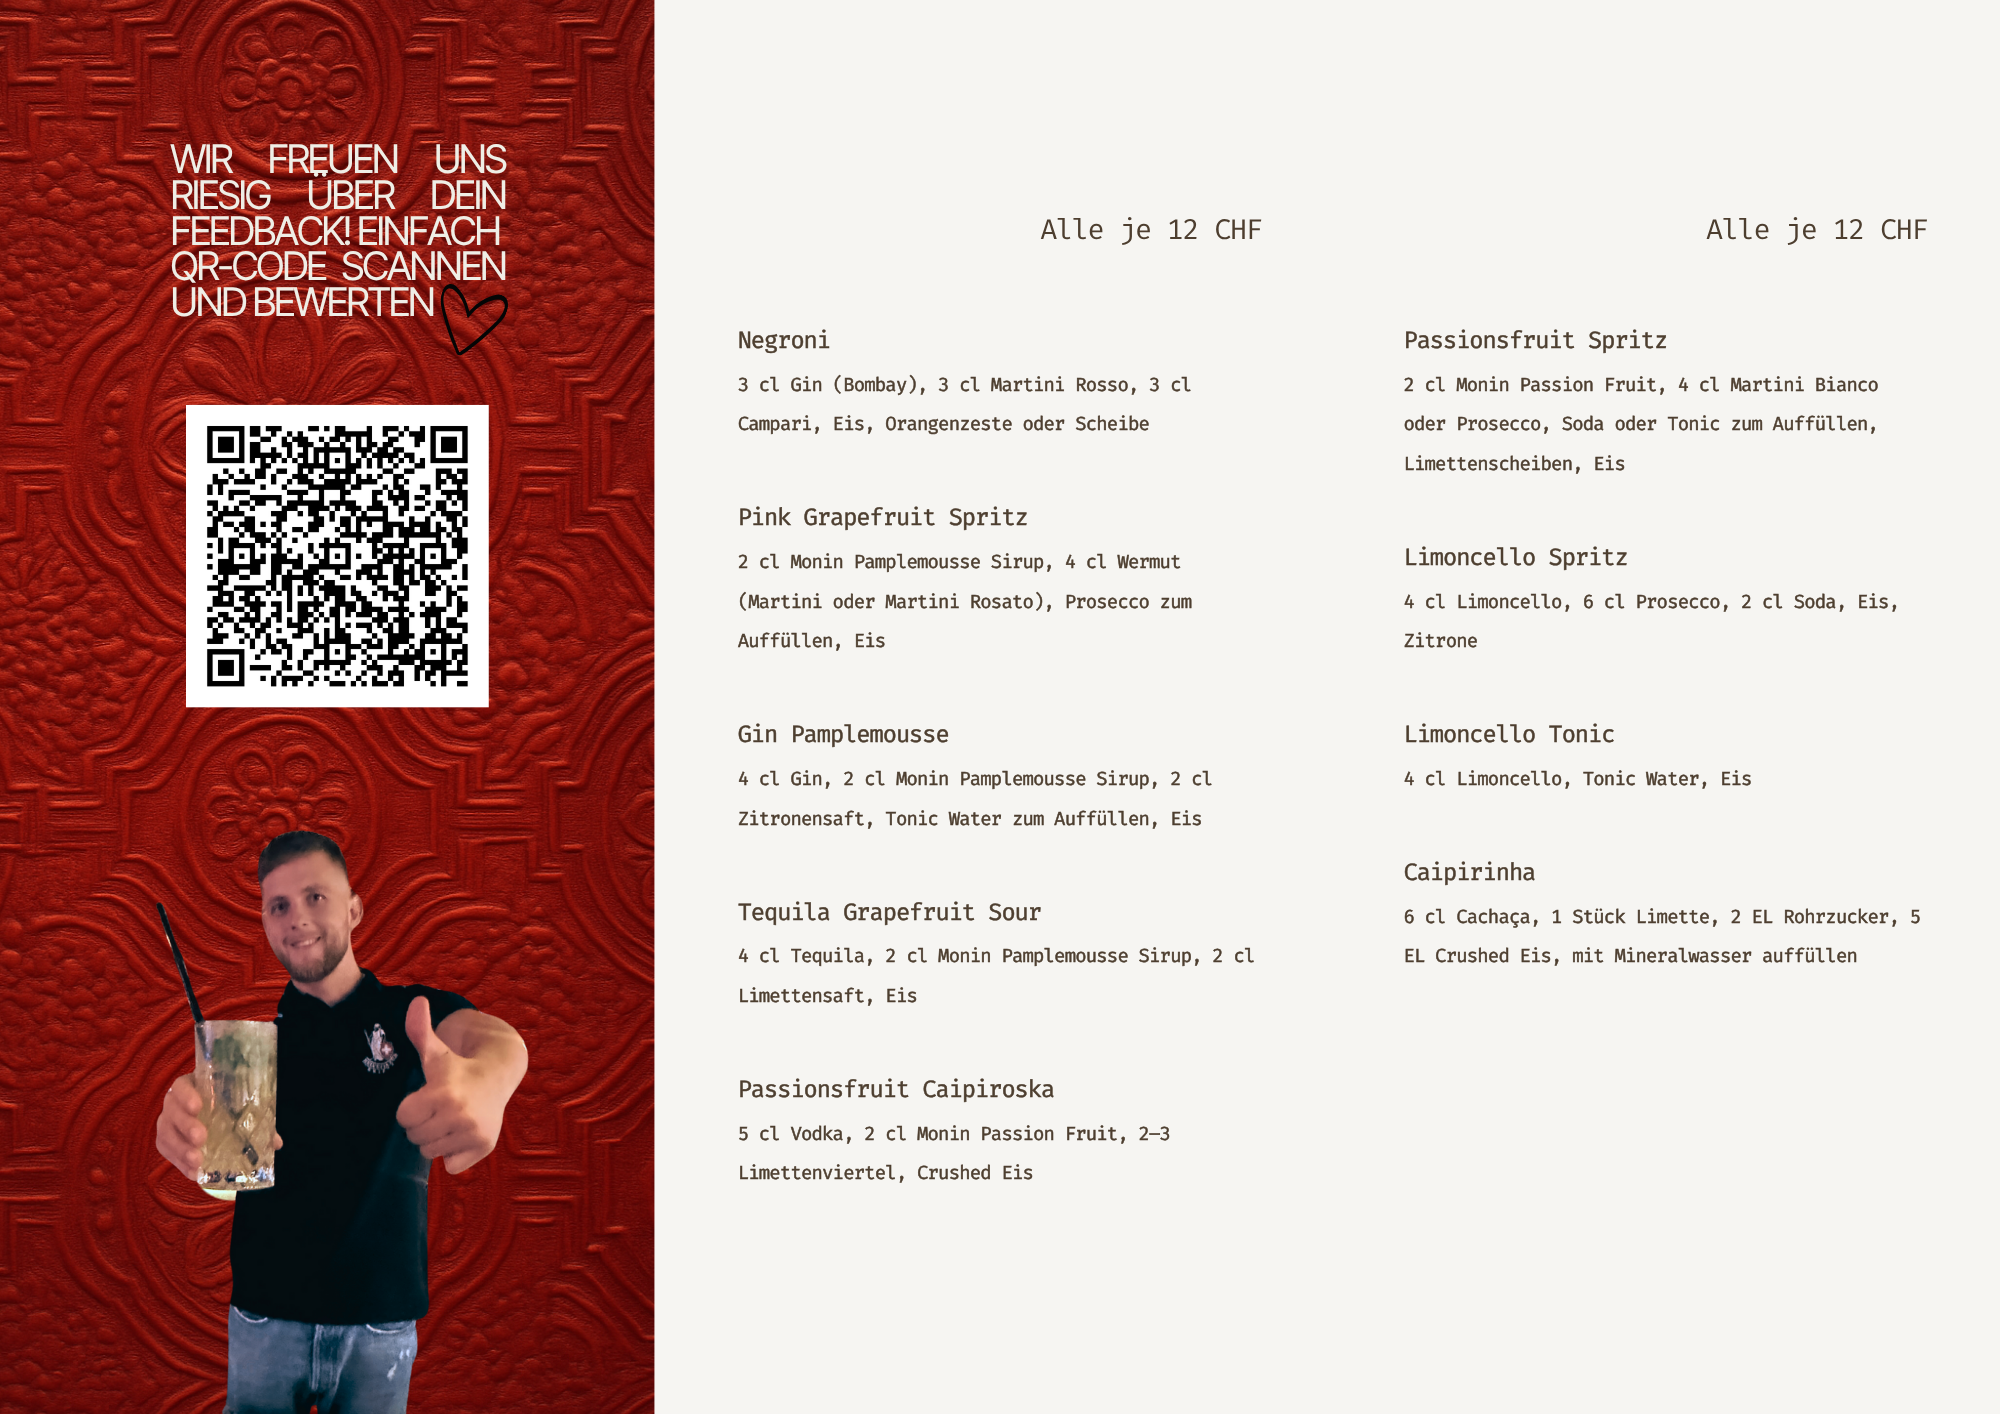 WIR FREUEN UNS
RIESIG ÜBER DEIN
FEEDBACK! EINFACH
QR-CODE SCANNEN
UND BEWERTEN
Alle je 12 CHF
Negroni
3 cl Gin (Bombay), 3 cl Martini Rosso, 3 cl
Campari, Eis, Orangenzeste oder Scheibe
Pink Grapefruit Spritz
2 cl Monin Pamplemousse Sirup, 4 cl Wermut
(Martini oder Martini Rosato), Prosecco zum
Auffüllen, Eis
Gin Pamplemousse
4 cl Gin, 2 cl Monin Pamplemousse Sirup, 2 cl
Zitronensaft, Tonic Water zum Auffüllen, Eis
Tequila Grapefruit Sour
4 cl Tequila, 2 cl Monin Pamplemousse Sirup, 2 cl
Limettensaft, Eis
Passionsfruit Caipiroska
5 cl Vodka, 2 cl Monin Passion Fruit, 2–3
Limettenviertel, Crushed Eis
Alle je 12 CHF
Passionsfruit Spritz
2 cl Monin Passion Fruit, 4 cl Martini Bianco
oder Prosecco, Soda oder Tonic zum Auffüllen,
Limettenscheiben, Eis
Limoncello Spritz
4 cl Limoncello, 6 cl Prosecco, 2 cl Soda, Eis,
Zitrone
Limoncello Tonic
4 cl Limoncello, Tonic Water, Eis
Caipirinha
6 cl Cachaça, 1 Stück Limette, 2 EL Rohrzucker, 5
EL Crushed Eis, mit Mineralwasser auffüllen